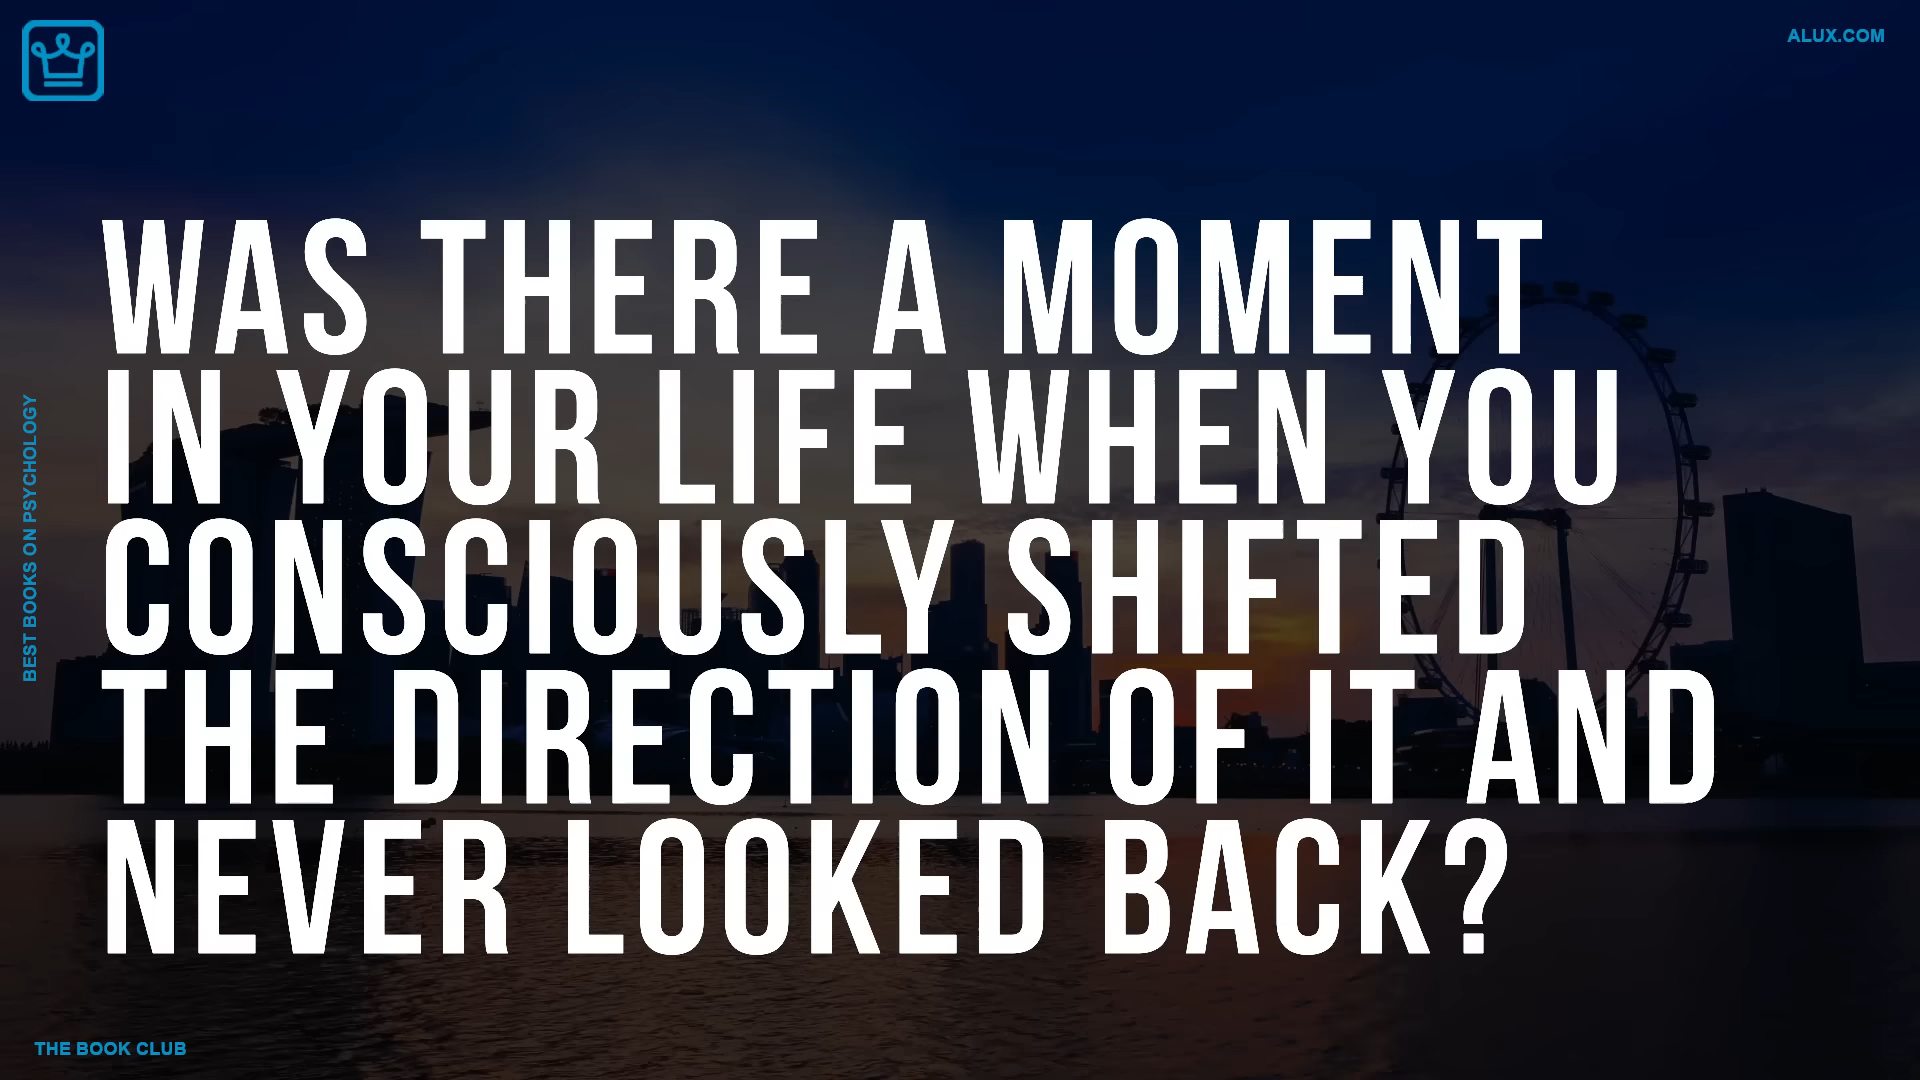 ALUX.COM
WAS THERE A MOMENT
IN YOUR LIFE WHEN YOU
CONSCIOUSLY SHIFTED
THE DIRECTION OF IT AND
NEVER LOOKED BACK?
BEST BOOKS ON PSYCHOLOGY
THE BOOK CLUB